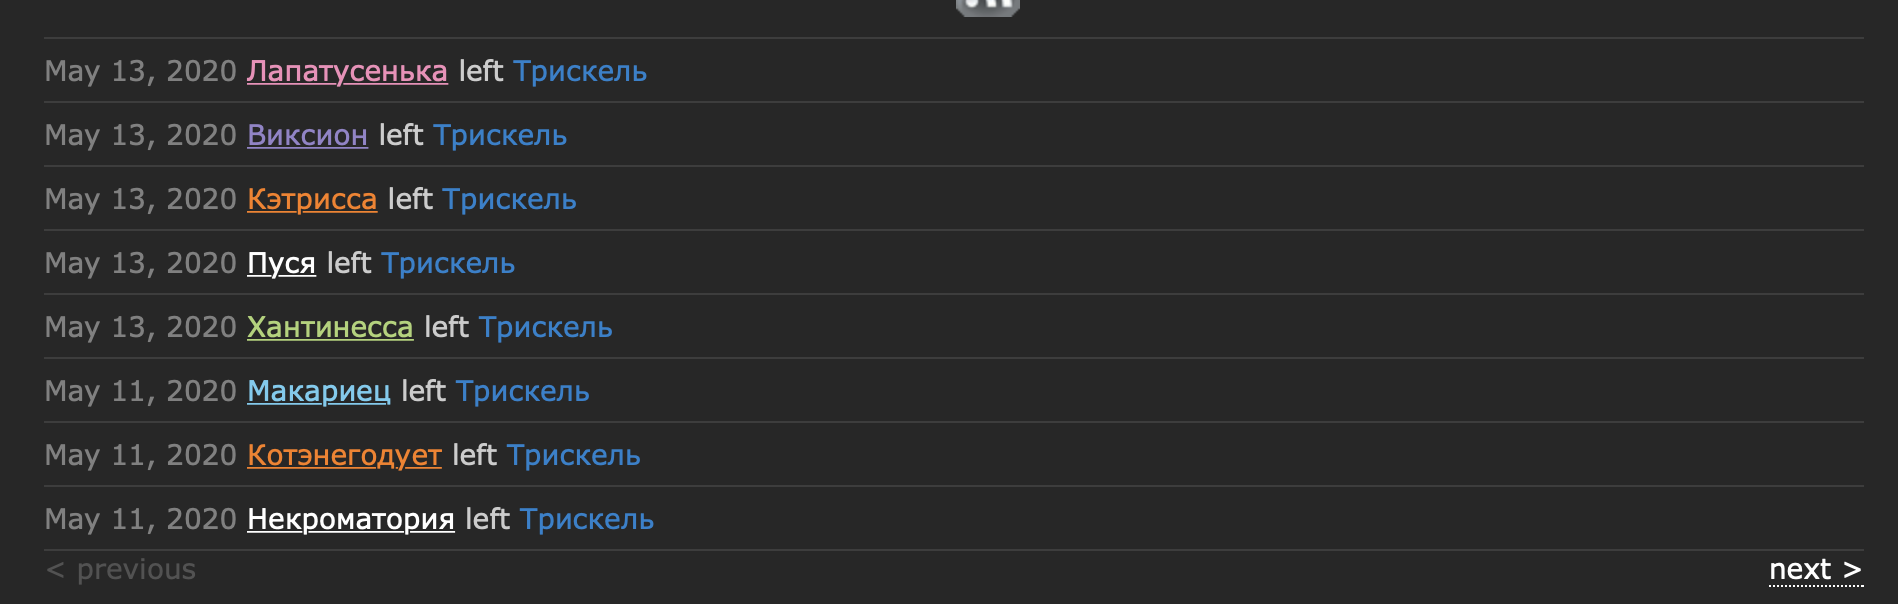 May 13, 2020 Лапатусенька left Трискель
May 13, 2020 Виксион left Трискель
May 13, 2020 Кэтрисса left Трискель
May 13, 2020 Пуся left Трискель
May 13, 2020 Хантинесса left Трискель
May 11, 2020 Макариец left Трискель
May 11, 2020 Котэнегодует left Трискель
May 11, 2020 Некроматория left Трискель
< previous next >